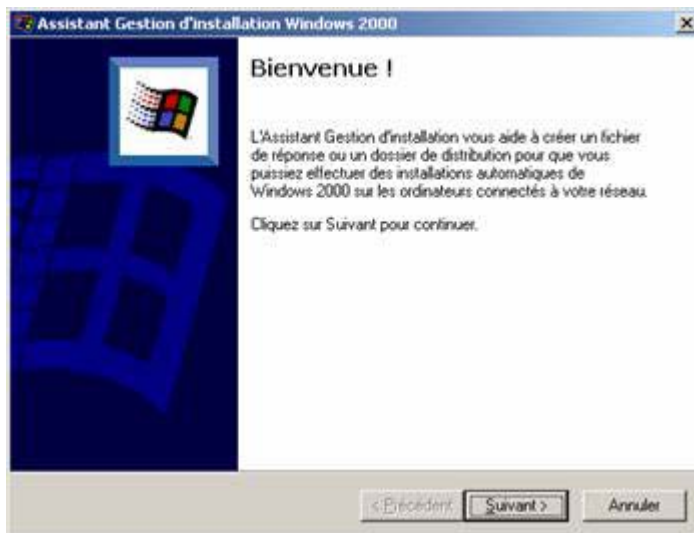 Assistant Gestion d'installation Windows 2000
Bienvenue !
L'Assistant Gestion d'installation vous aide à créer un fichier
de réponse ou un dossier de distribution pour que vous
puissiez effectuer des installations automatiques de
Windows 2000 sur les ordinateurs connectés à votre réseau.
Cliquez sur Suivant pour continuer.
< Précédent Suivant > Annuler